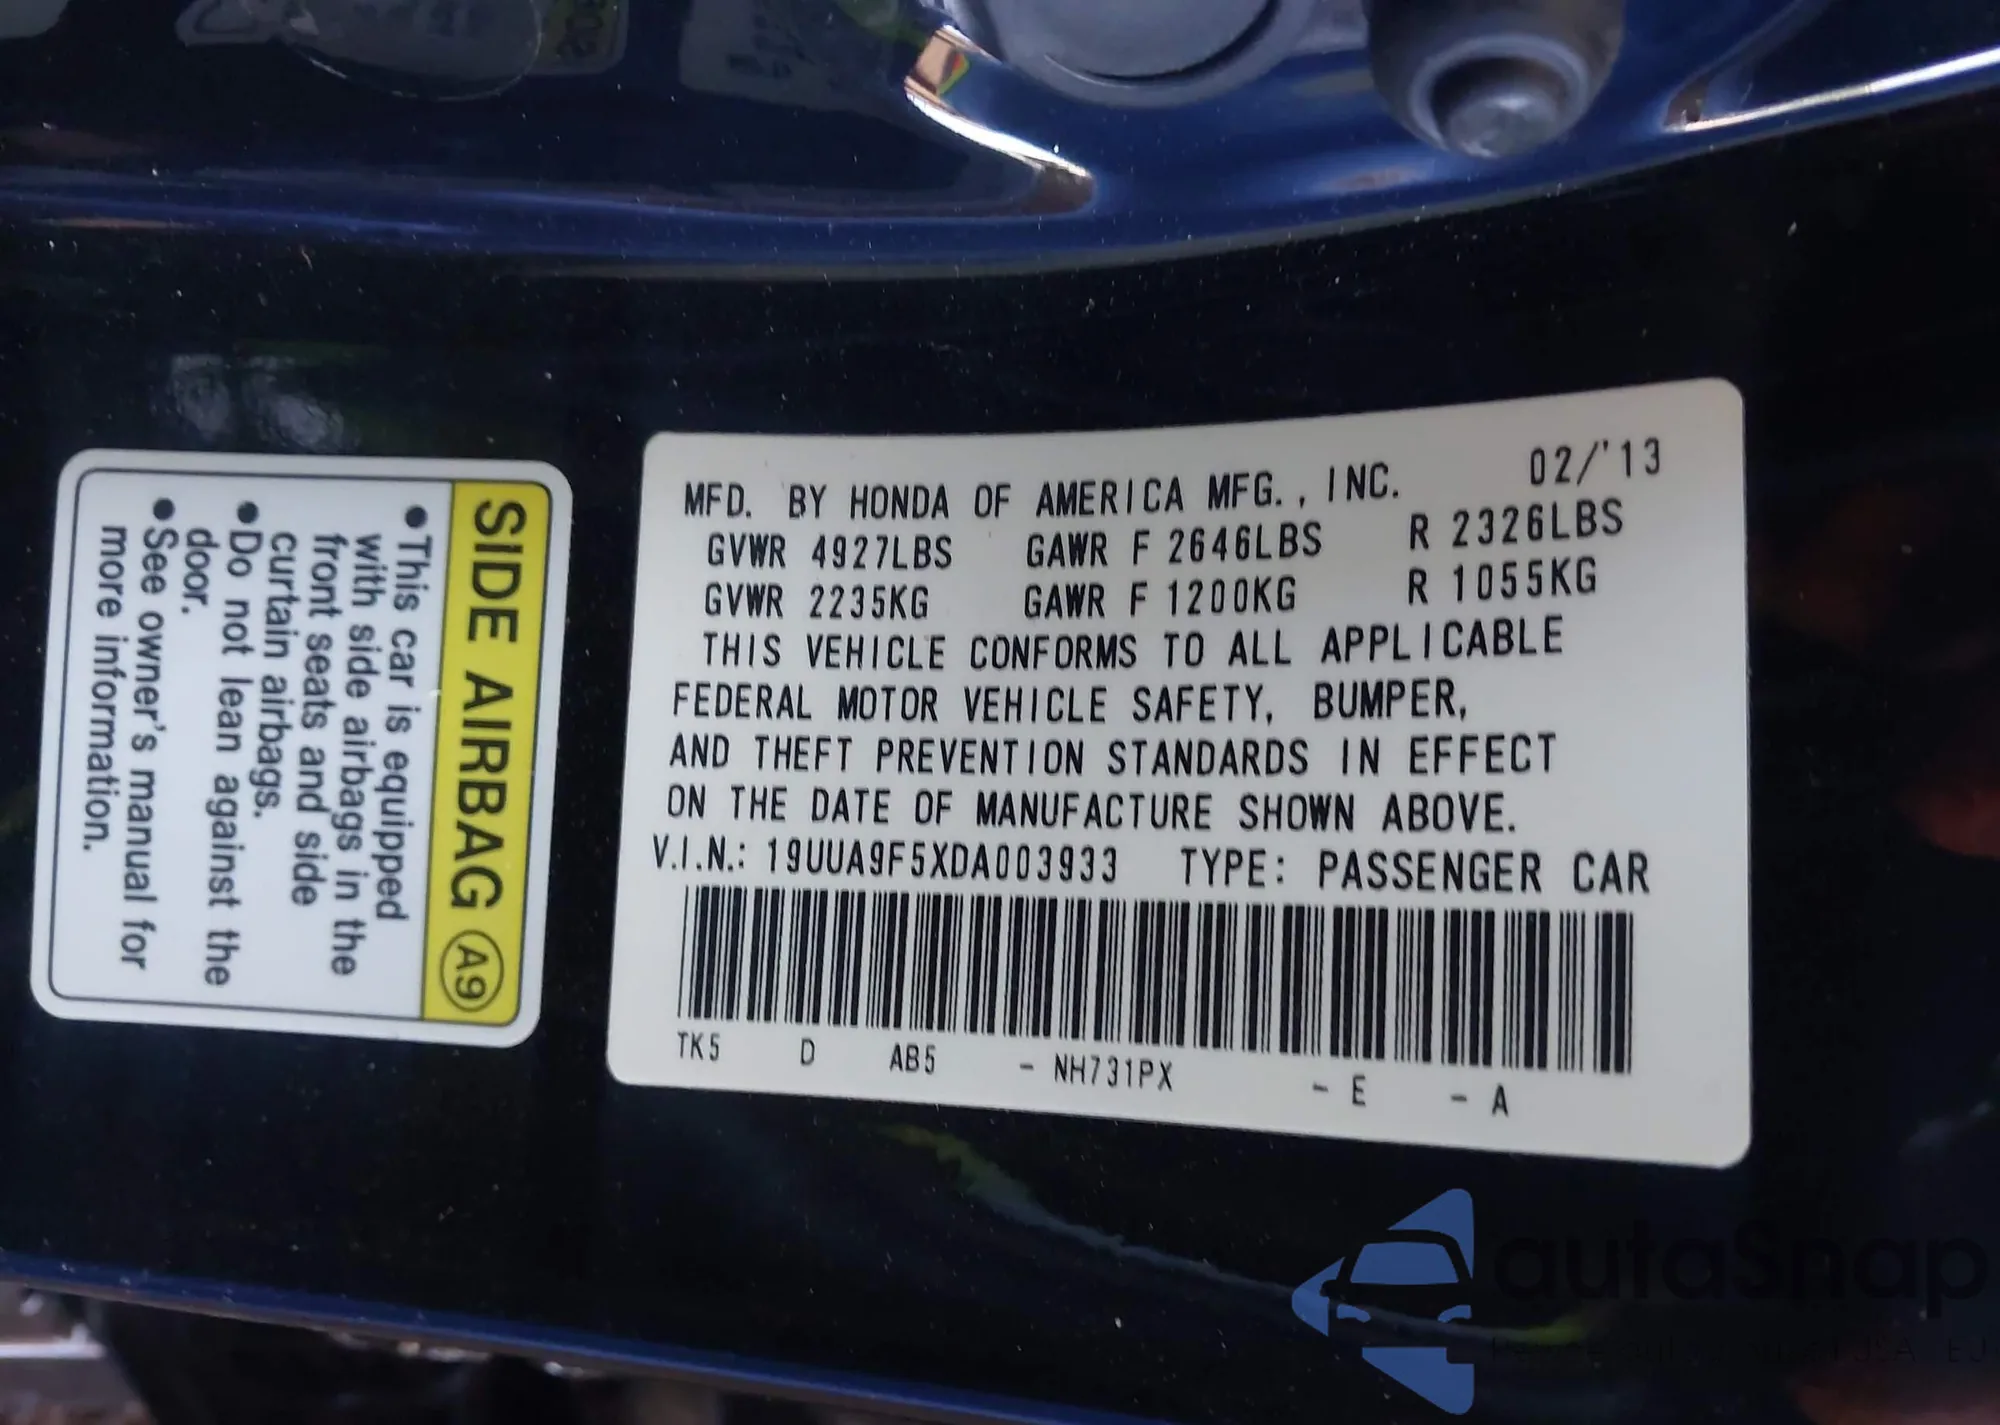 SIDE AIRBAG A9
●This car is equipped
with side airbags in the
front seats and side
curtain airbags.
●Do not lean against the
door.
●See owner's manual for
more information.
MFD. BY HONDA OF AMERICA MFG., INC. 02/'13
GVWR 4927LBS GAWR F 2646LBS R 2326LBS
GVWR 2235KG GAWR F 1200KG R 1055KG
THIS VEHICLE CONFORMS TO ALL APPLICABLE
FEDERAL MOTOR VEHICLE SAFETY, BUMPER,
AND THEFT PREVENTION STANDARDS IN EFFECT
ON THE DATE OF MANUFACTURE SHOWN ABOVE.
V.I.N.: 19UUA9F5XDA003933 TYPE: PASSENGER CAR
TK5 D AB5 - NH731PX - E - A
autoSnap